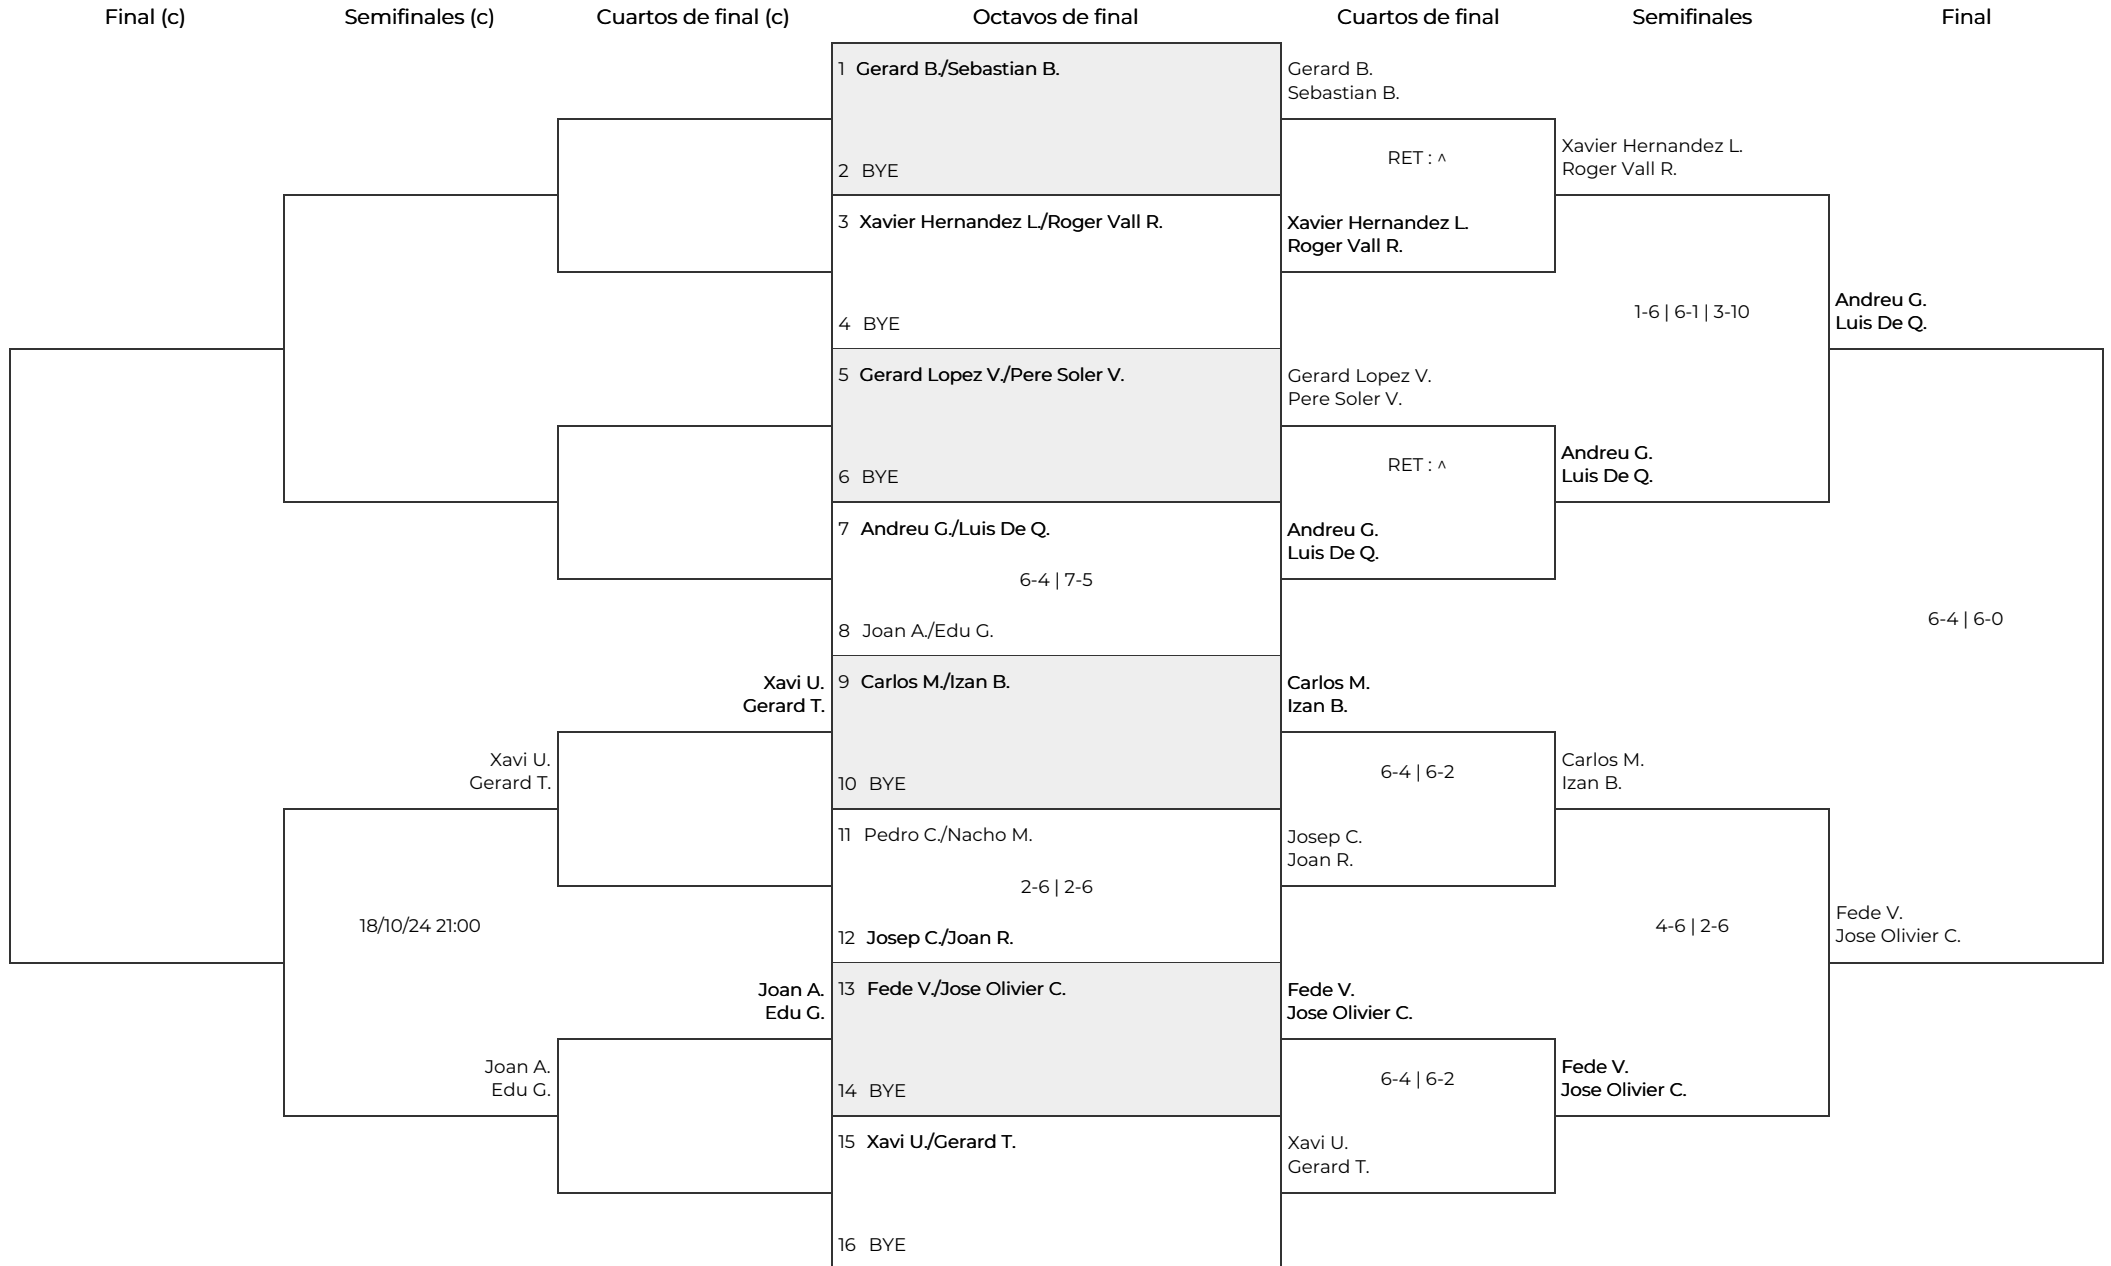 Final (c)
Semifinales (c)
Cuartos de final (c)
Octavos de final
Cuartos de final
Semifinales
Final
Xavi U.
Gerard T.
18/10/24 21:00
Joan A.
Edu G.
Xavi U.
Gerard T.
Joan A.
Edu G.
1 Gerard B./Sebastian B.
2 BYE
3 Xavier Hernandez L./Roger Vall R.
4 BYE
5 Gerard Lopez V./Pere Soler V.
6 BYE
7 Andreu G./Luis De Q.
6-4 | 7-5
8 Joan A./Edu G.
9 Carlos M./Izan B.
10 BYE
11 Pedro C./Nacho M.
2-6 | 2-6
12 Josep C./Joan R.
13 Fede V./Jose Olivier C.
14 BYE
15 Xavi U./Gerard T.
16 BYE
Gerard B.
Sebastian B.
RET : ^
Xavier Hernandez L.
Roger Vall R.
Gerard Lopez V.
Pere Soler V.
RET : ^
Andreu G.
Luis De Q.
Carlos M.
Izan B.
6-4 | 6-2
Josep C.
Joan R.
Fede V.
Jose Olivier C.
6-4 | 6-2
Xavi U.
Gerard T.
Xavier Hernandez L.
Roger Vall R.
1-6 | 6-1 | 3-10
Andreu G.
Luis De Q.
Carlos M.
Izan B.
4-6 | 2-6
Fede V.
Jose Olivier C.
Andreu G.
Luis De Q.
6-4 | 6-0
Fede V.
Jose Olivier C.